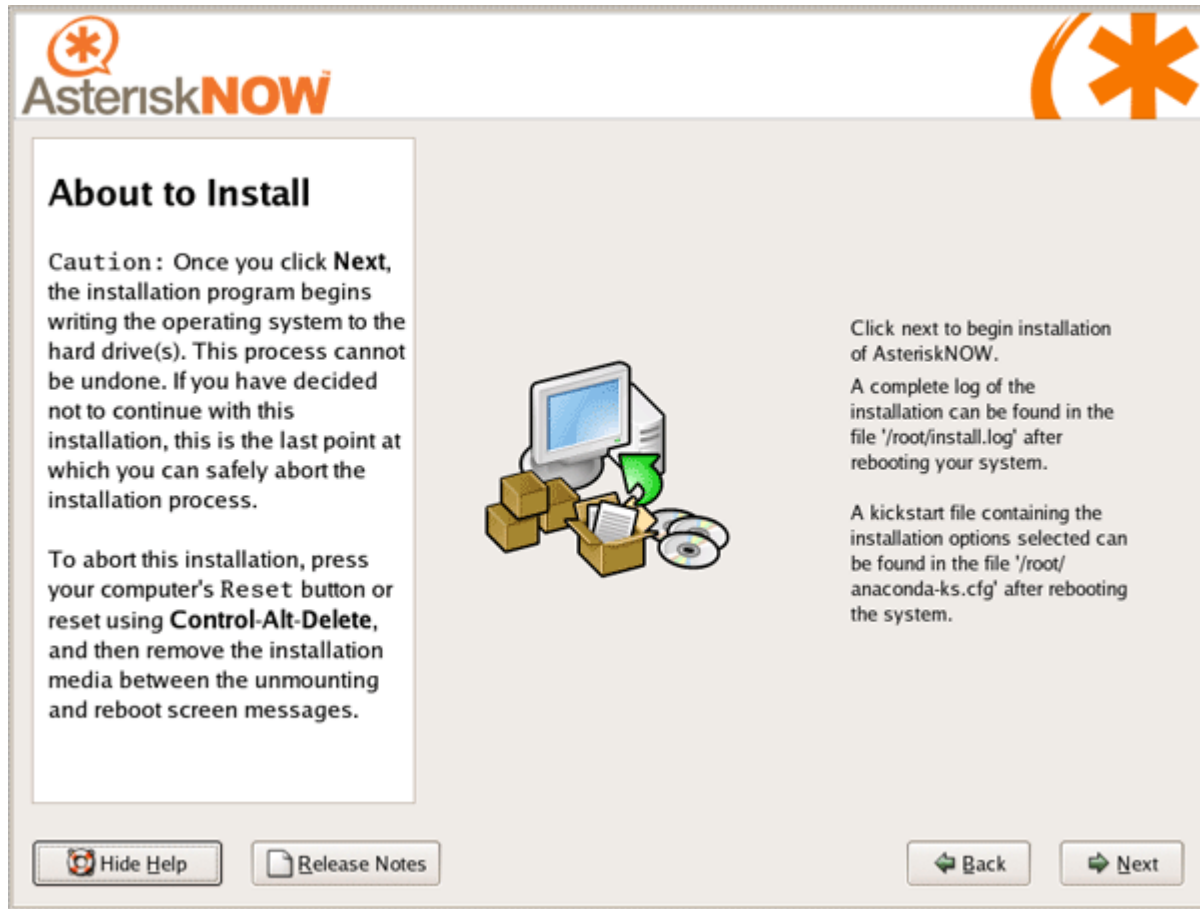 AsteriskNOW™
About to Install
Caution: Once you click Next,
the installation program begins
writing the operating system to the
hard drive(s). This process cannot
be undone. If you have decided
not to continue with this
installation, this is the last point at
which you can safely abort the
installation process.
To abort this installation, press
your computer's Reset button or
reset using Control-Alt-Delete,
and then remove the installation
media between the unmounting
and reboot screen messages.
Click next to begin installation
of AsteriskNOW.
A complete log of the
installation can be found in the
file '/root/install.log' after
rebooting your system.
A kickstart file containing the
installation options selected can
be found in the file '/root/
anaconda-ks.cfg' after rebooting
the system.
Hide Help
Release Notes
Back
Next